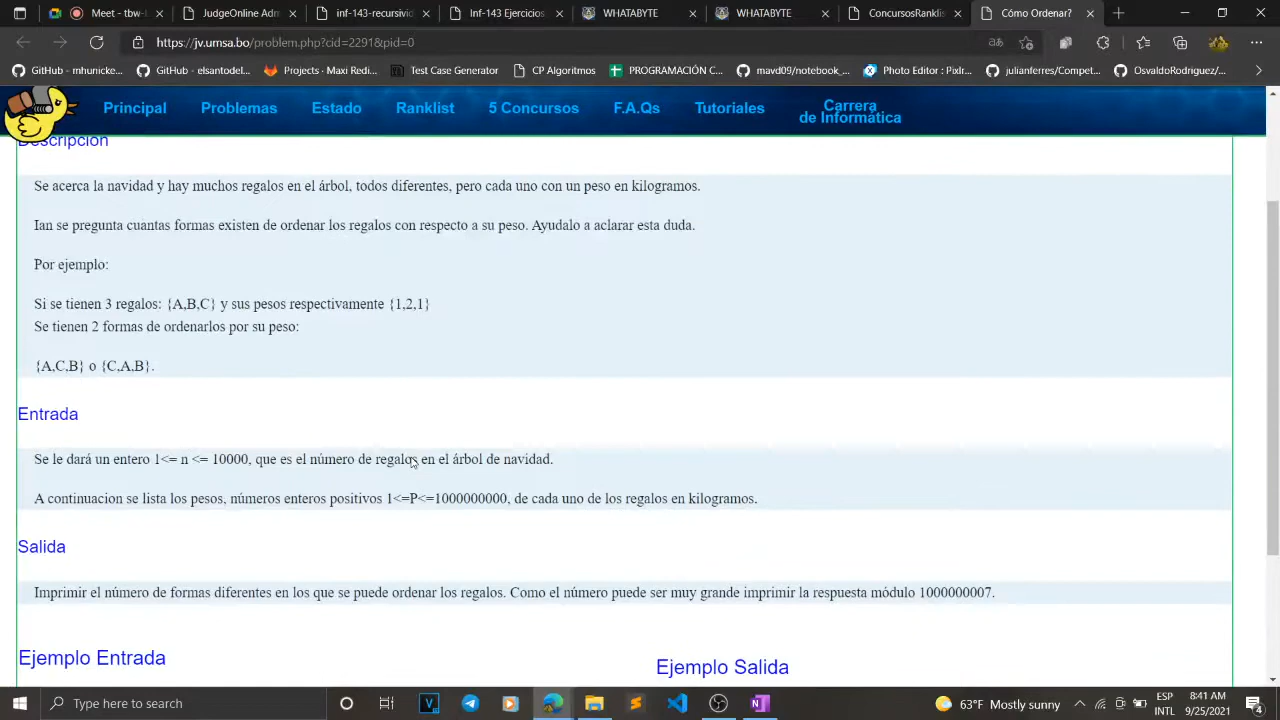 Meet - tbw-
JudgeOnline Adm
inf-143-recursivid
Inf-143 Ejercicios
WHATABYTE
WHATABYTE
ConcursosRanklis
Cómo Ordenar?
https://jv.umsa.bo/problem.php?cid=2291&pid=0
GitHub - mhunicke...
GitHub - elsantodel...
Projects · Maxi Redi...
Test Case Generator
CP Algoritmos
PROGRAMACIÓN C...
mavd09/notebook_...
Photo Editor : Pixlr...
julianferres/Compet...
OsvaldoRodriguez/...
Principal
Problemas
Estado
Ranklist
5 Concursos
F.A.Qs
Tutoriales
Carrera
de Informática
Descripción
Se acerca la navidad y hay muchos regalos en el árbol, todos diferentes, pero cada uno con un peso en kilogramos.
Ian se pregunta cuantas formas existen de ordenar los regalos con respecto a su peso. Ayudalo a aclarar esta duda.
Por ejemplo:
Si se tienen 3 regalos: {A,B,C} y sus pesos respectivamente {1,2,1}
Se tienen 2 formas de ordenarlos por su peso:
{A,C,B} o {C,A,B}.
Entrada
Se le dará un entero 1<= n <= 10000, que es el número de regalos en el árbol de navidad.
A continuacion se lista los pesos, números enteros positivos 1<=P<=1000000000, de cada uno de los regalos en kilogramos.
Salida
Imprimir el número de formas diferentes en los que se puede ordenar los regalos. Como el número puede ser muy grande imprimir la respuesta módulo 1000000007.
Ejemplo Entrada
Ejemplo Salida
Type here to search
63°F Mostly sunny
ESP
INTL
8:41 AM
9/25/2021